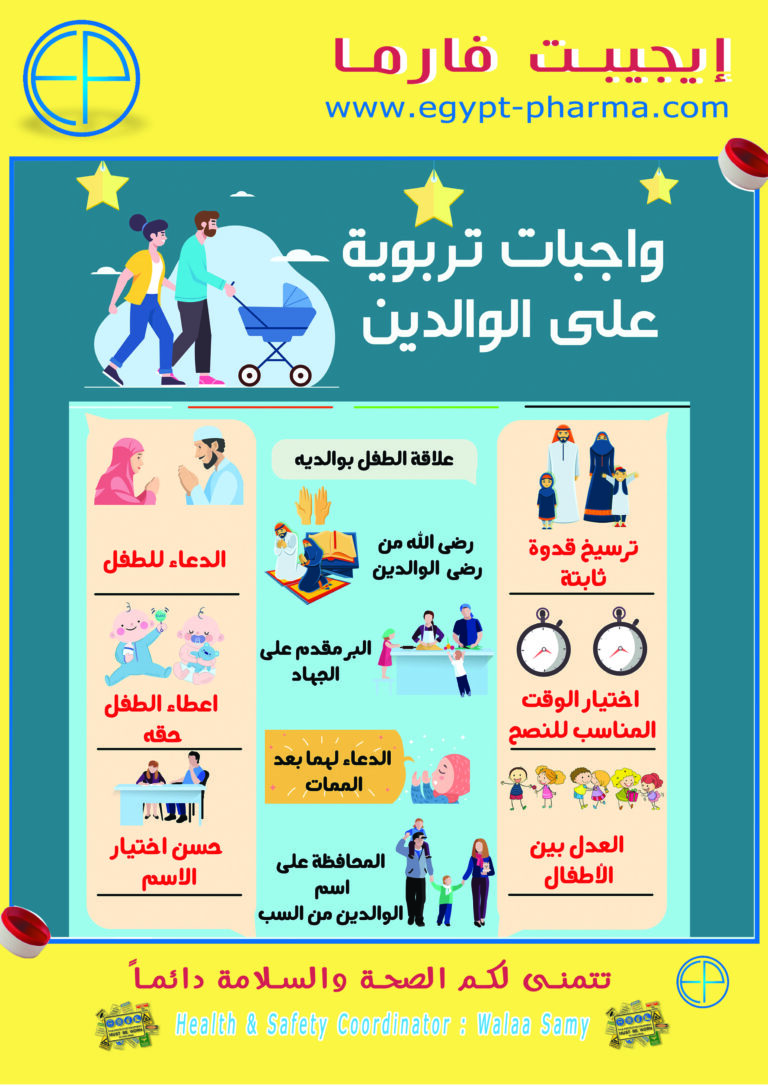 إيجيبت فارما
www.egypt-pharma.com
واجبات تربوية
على الوالدين
ترسيخ قدوة
ثابتة
اختيار الوقت
المناسب للنصح
العدل بين
الأطفال
علاقة الطفل بوالديه
رضى الله من
رضى الوالدين
البر مقدم على
الجهاد
الدعاء لهما بعد
الممات
المحافظة على
اسم
الوالدين من السب
الدعاء للطفل
اعطاء الطفل
حقه
حسن اختيار
الاسم
تتمنى لكم الصحة والسلامة دائماً
Health & Safety Coordinator : Walaa Samy